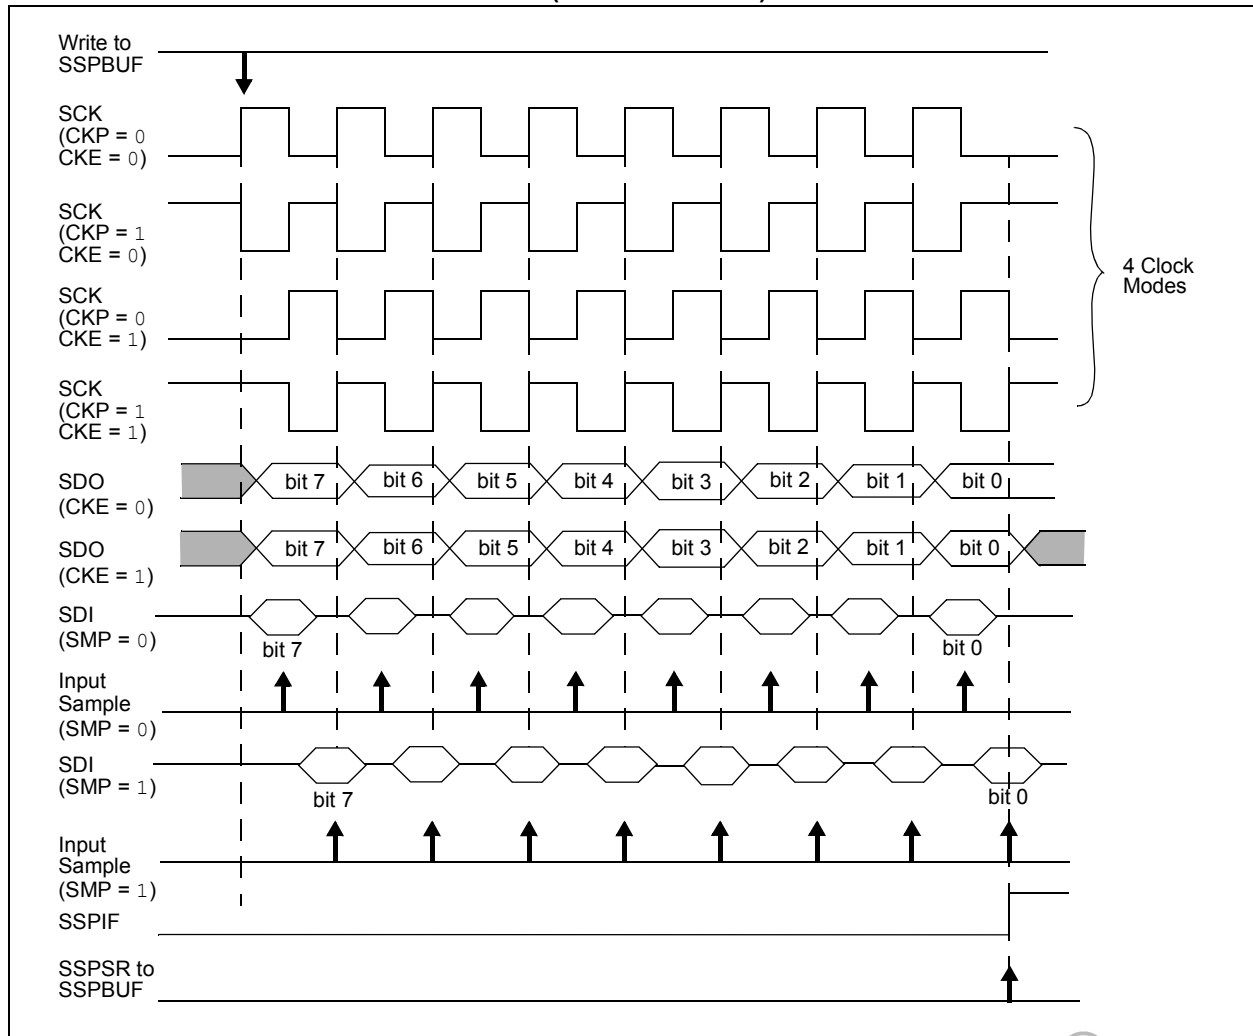 Write to
SSPBUF
SCK
(CKP = 0
CKE = 0)
SCK
(CKP = 1
CKE = 0)
4 Clock
Modes
SCK
(CKP = 0
CKE = 1)
SCK
(CKP = 1
CKE = 1)
SDO
(CKE = 0)
bit 7 bit 6 bit 5 bit 4 bit 3 bit 2 bit 1 bit 0
SDO
(CKE = 1)
bit 7 bit 6 bit 5 bit 4 bit 3 bit 2 bit 1 bit 0
SDI
(SMP = 0)
bit 7 bit 0
Input
Sample
(SMP = 0)
SDI
(SMP = 1)
bit 7 bit 0
Input
Sample
(SMP = 1)
SSPIF
SSPSR to
SSPBUF